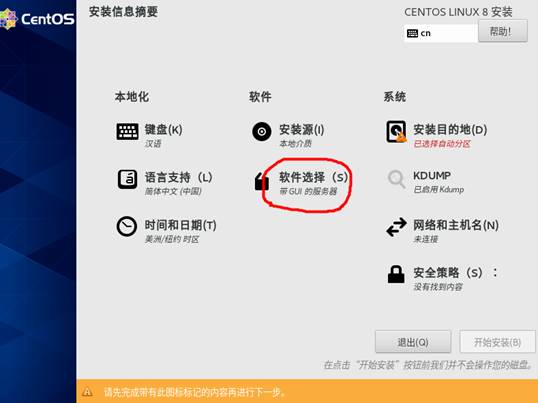 CentOS
安装信息摘要
CENTOS LINUX 8 安装
cn
帮助！
本地化
软件
系统
键盘(K)
汉语
安装源(I)
本地介质
安装目的地(D)
已选择自动分区
语言支持（L）
简体中文 (中国)
软件选择（S）
带 GUI 的服务器
KDUMP
已启用 Kdump
时间和日期(T)
美洲/纽约 时区
网络和主机名(N)
未连接
安全策略（S）：
没有找到内容
退出(Q)
开始安装(B)
在点击“开始安装”按钮前我们并不会操作您的磁盘。
请先完成带有此图标标记的内容再进行下一步。